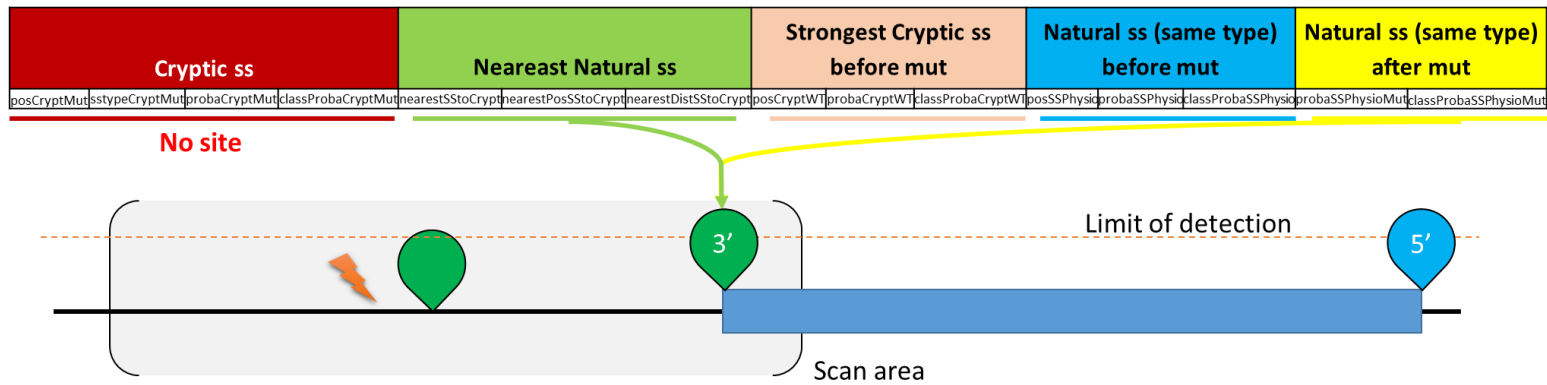 Cryptic ss
Neareast Natural ss
Strongest Cryptic ss
before mut
Natural ss (same type)
before mut
Natural ss (same type)
after mut
posCryptMut sstypeCryptMut probaCryptMut classProbaCryptMut nearestSStoCrypt nearestPosSStoCrypt nearestDistSStoCrypt posCryptWT probaCryptWT classProbaCryptWT posSSPhysio probaSSPhysio classProbaSSPhysio probaSSPhysioMut classProbaSSPhysioMut
No site
Limit of detection
3’
5’
Scan area